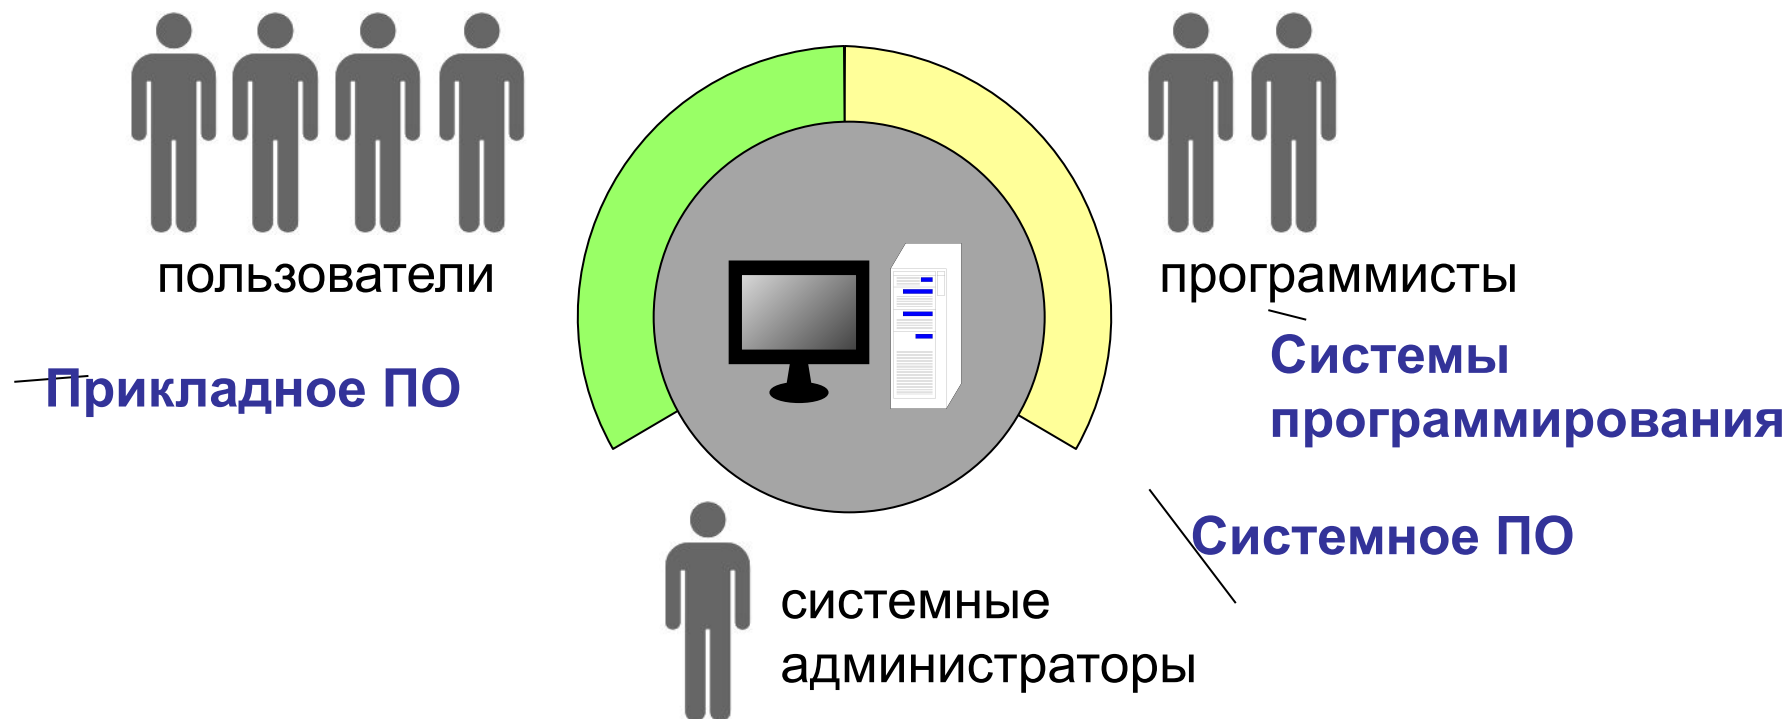 пользователи
программисты
Прикладное ПО
Системы
программирования
Системное ПО
системные
администраторы